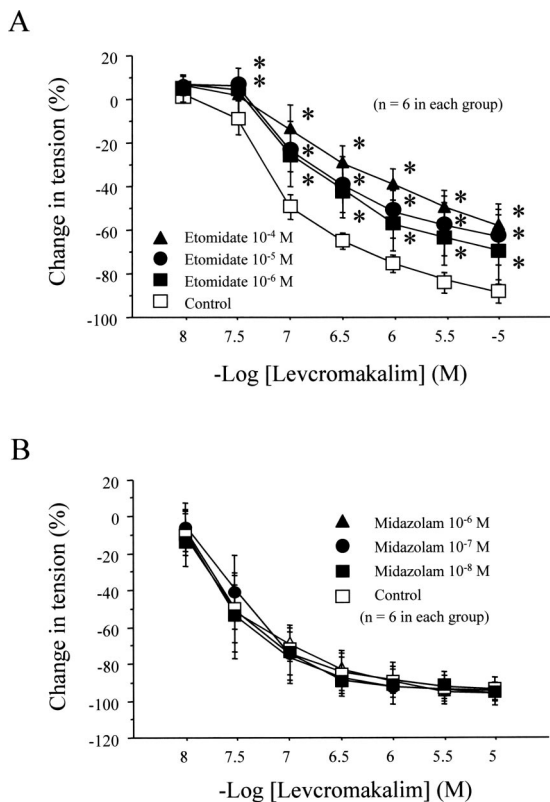 A
Change in tension (%)
20
0
-20
-40
-60
-80
-100
* * * * * * *
* * * * * *
* * * * *
(n = 6 in each group)
Etomidate 10⁻⁴ M
Etomidate 10⁻⁵ M
Etomidate 10⁻⁶ M
Control
8 7.5 7 6.5 6 5.5 -5
-Log [Levcromakalim] (M)
B
Change in tension (%)
20
0
-20
-40
-60
-80
-100
-120
Midazolam 10⁻⁶ M
Midazolam 10⁻⁷ M
Midazolam 10⁻⁸ M
Control
(n = 6 in each group)
8 7.5 7 6.5 6 5.5 5
-Log [Levcromakalim] (M)